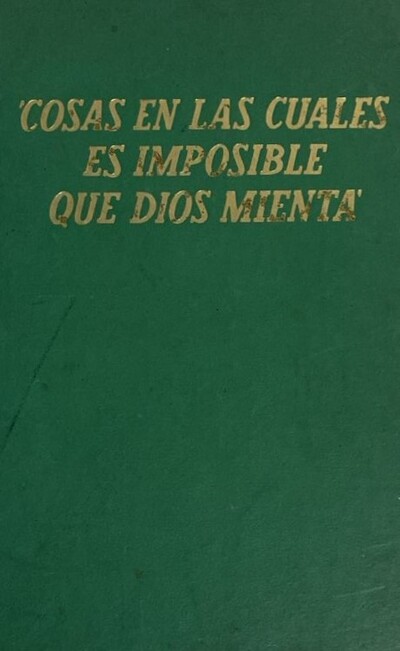 'COSAS EN LAS CUALES
ES IMPOSIBLE
QUE DIOS MIENTA'